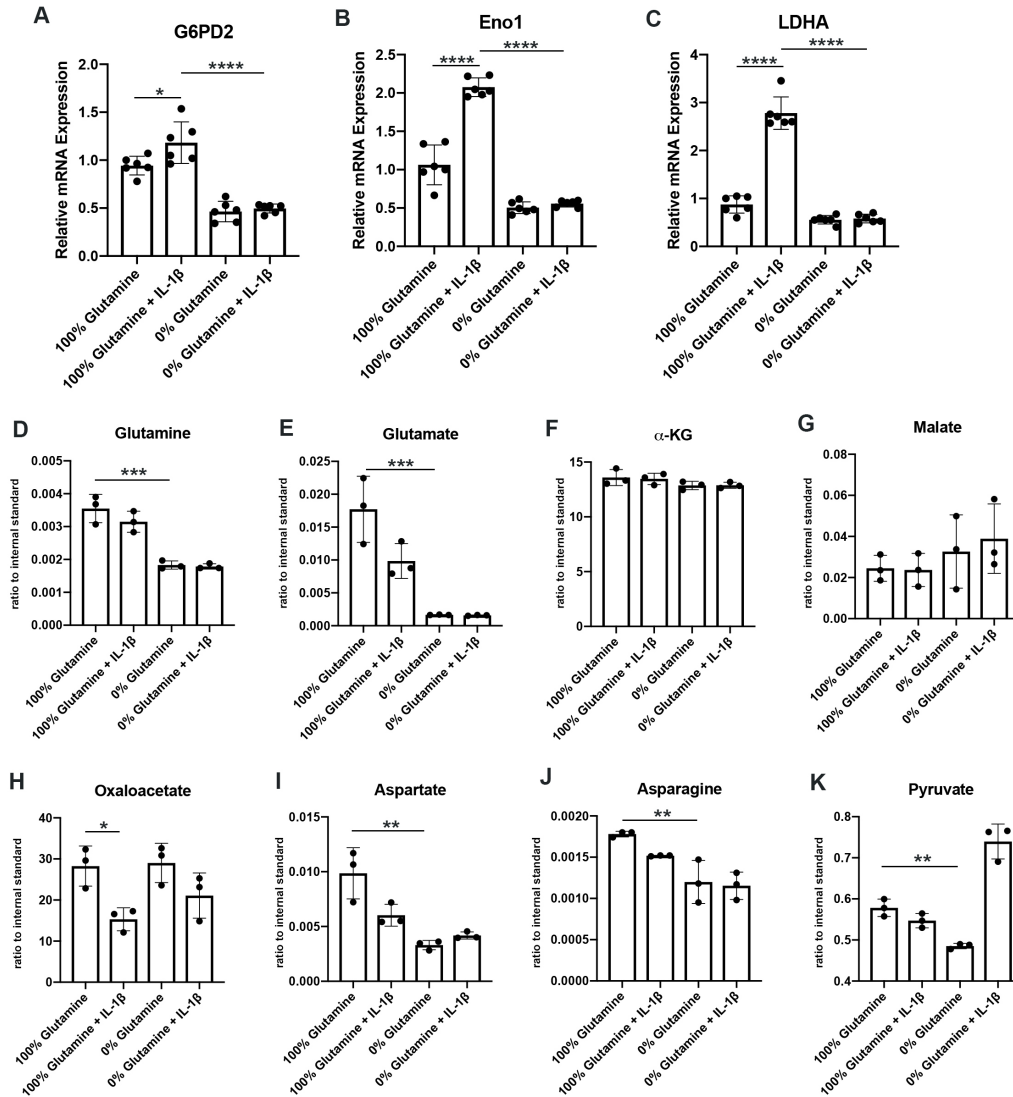 A
G6PD2
Relative mRNA Expression
2.0
1.5
1.0
0.5
0.0
*
****
100% Glutamine
100% Glutamine + IL-1β
0% Glutamine
0% Glutamine + IL-1β
B
Eno1
Relative mRNA Expression
2.5
2.0
1.5
1.0
0.5
0.0
****
****
100% Glutamine
100% Glutamine + IL-1β
0% Glutamine
0% Glutamine + IL-1β
C
LDHA
Relative mRNA Expression
4
3
2
1
0
****
****
100% Glutamine
100% Glutamine + IL-1β
0% Glutamine
0% Glutamine + IL-1β
D
Glutamine
ratio to internal standard
0.005
0.004
0.003
0.002
0.001
0.000
***
100% Glutamine
100% Glutamine + IL-1β
0% Glutamine
0% Glutamine + IL-1β
E
Glutamate
ratio to internal standard
0.025
0.020
0.015
0.010
0.005
0.000
***
100% Glutamine
100% Glutamine + IL-1β
0% Glutamine
0% Glutamine + IL-1β
F
α-KG
ratio to internal standard
15
10
5
0
100% Glutamine
100% Glutamine + IL-1β
0% Glutamine
0% Glutamine + IL-1β
G
Malate
ratio to internal standard
0.08
0.06
0.04
0.02
0.00
100% Glutamine
100% Glutamine + IL-1β
0% Glutamine
0% Glutamine + IL-1β
H
Oxaloacetate
ratio to internal standard
40
30
20
10
0
*
100% Glutamine
100% Glutamine + IL-1β
0% Glutamine
0% Glutamine + IL-1β
I
Aspartate
ratio to internal standard
0.015
0.010
0.005
0.000
**
100% Glutamine
100% Glutamine + IL-1β
0% Glutamine
0% Glutamine + IL-1β
J
Asparagine
ratio to internal standard
0.0020
0.0015
0.0010
0.0005
0.0000
**
100% Glutamine
100% Glutamine + IL-1β
0% Glutamine
0% Glutamine + IL-1β
K
Pyruvate
ratio to internal standard
0.8
0.7
0.6
0.5
0.4
**
100% Glutamine
100% Glutamine + IL-1β
0% Glutamine
0% Glutamine + IL-1β